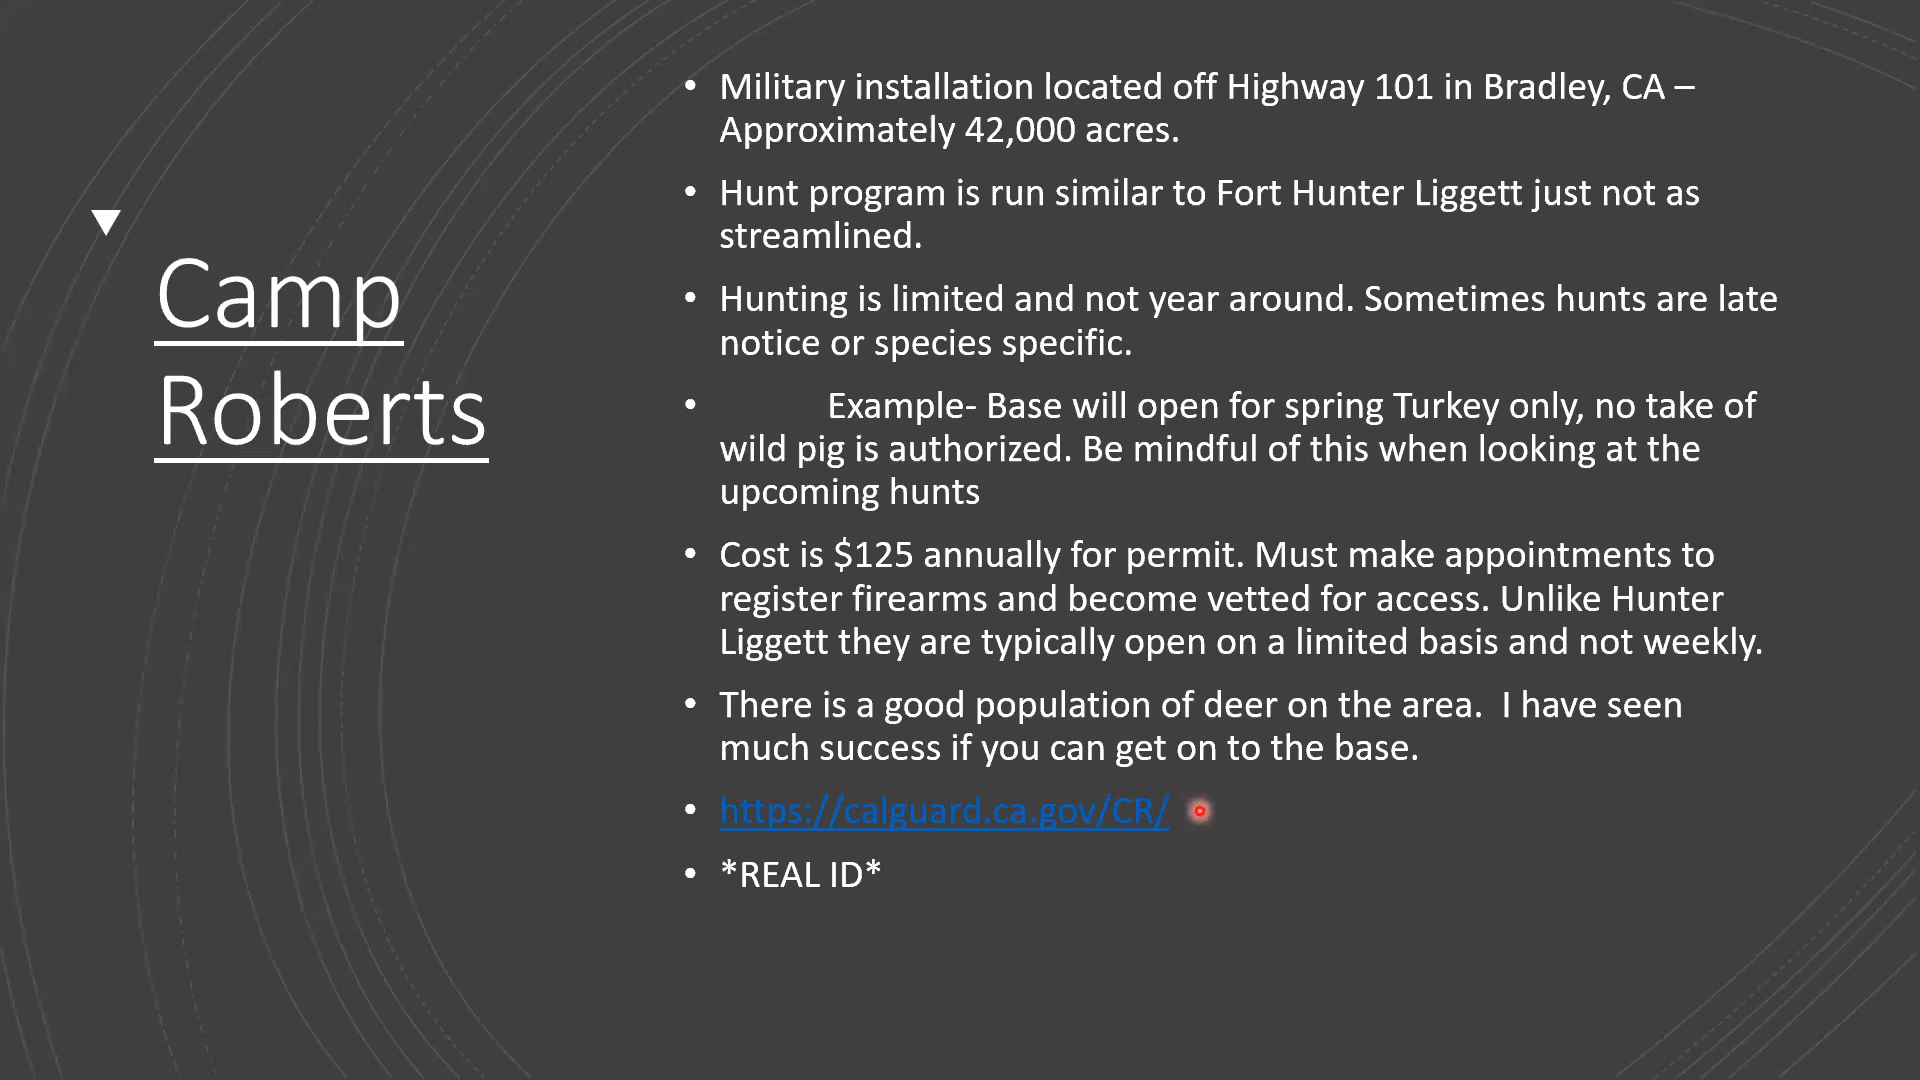 Camp
Roberts
• Military installation located off Highway 101 in Bradley, CA –
Approximately 42,000 acres.
• Hunt program is run similar to Fort Hunter Liggett just not as
streamlined.
• Hunting is limited and not year around. Sometimes hunts are late
notice or species specific.
• Example- Base will open for spring Turkey only, no take of
wild pig is authorized. Be mindful of this when looking at the
upcoming hunts
• Cost is $125 annually for permit. Must make appointments to
register firearms and become vetted for access. Unlike Hunter
Liggett they are typically open on a limited basis and not weekly.
• There is a good population of deer on the area.  I have seen
much success if you can get on to the base.
• https://calguard.ca.gov/CR/
• *REAL ID*